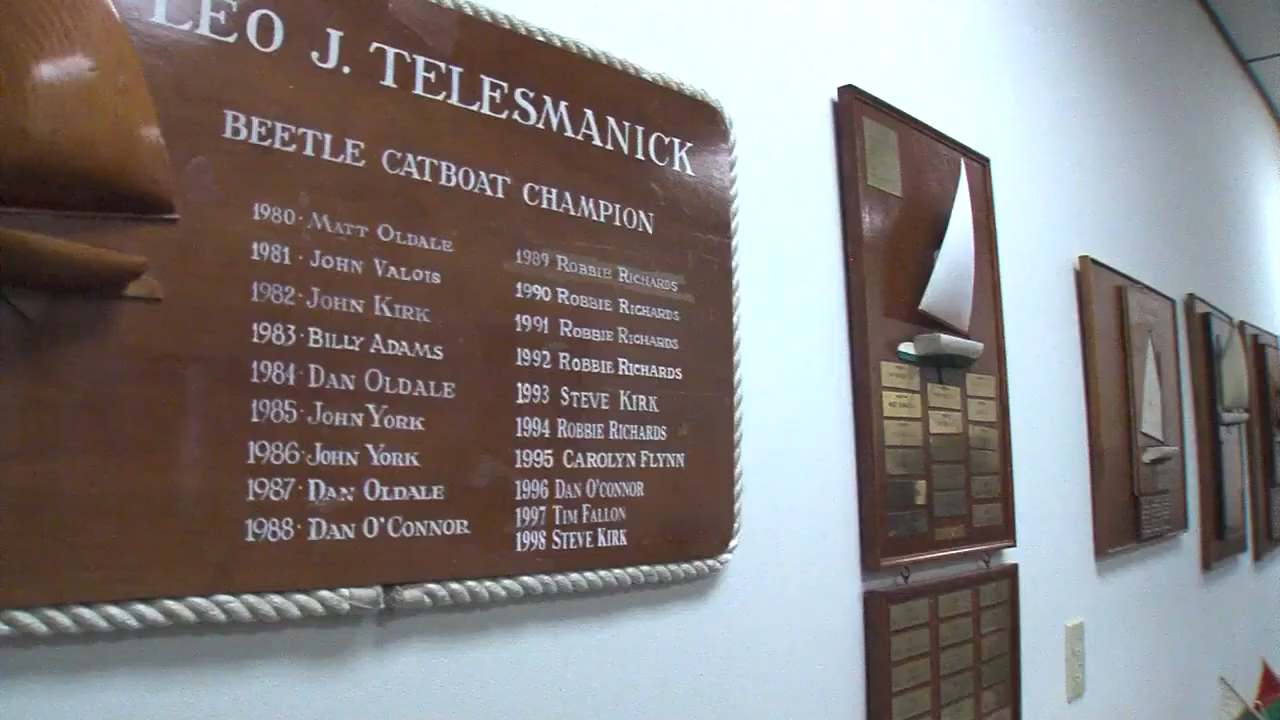 LEO J. TELESMANICK
BEETLE CATBOAT CHAMPION
1980· MATT OLDALE
1981· JOHN VALOIS
1982· JOHN KIRK
1983· BILLY ADAMS
1984· DAN OLDALE
1985· JOHN YORK
1986· JOHN YORK
1987· DAN OLDALE
1988· DAN O'CONNOR
1989 ROBBIE RICHARDS
1990 ROBBIE RICHARDS
1991 ROBBIE RICHARDS
1992 ROBBIE RICHARDS
1993 STEVE KIRK
1994 ROBBIE RICHARDS
1995 CAROLYN FLYNN
1996 DAN O'CONNOR
1997 TIM FALLON
1998 STEVE KIRK